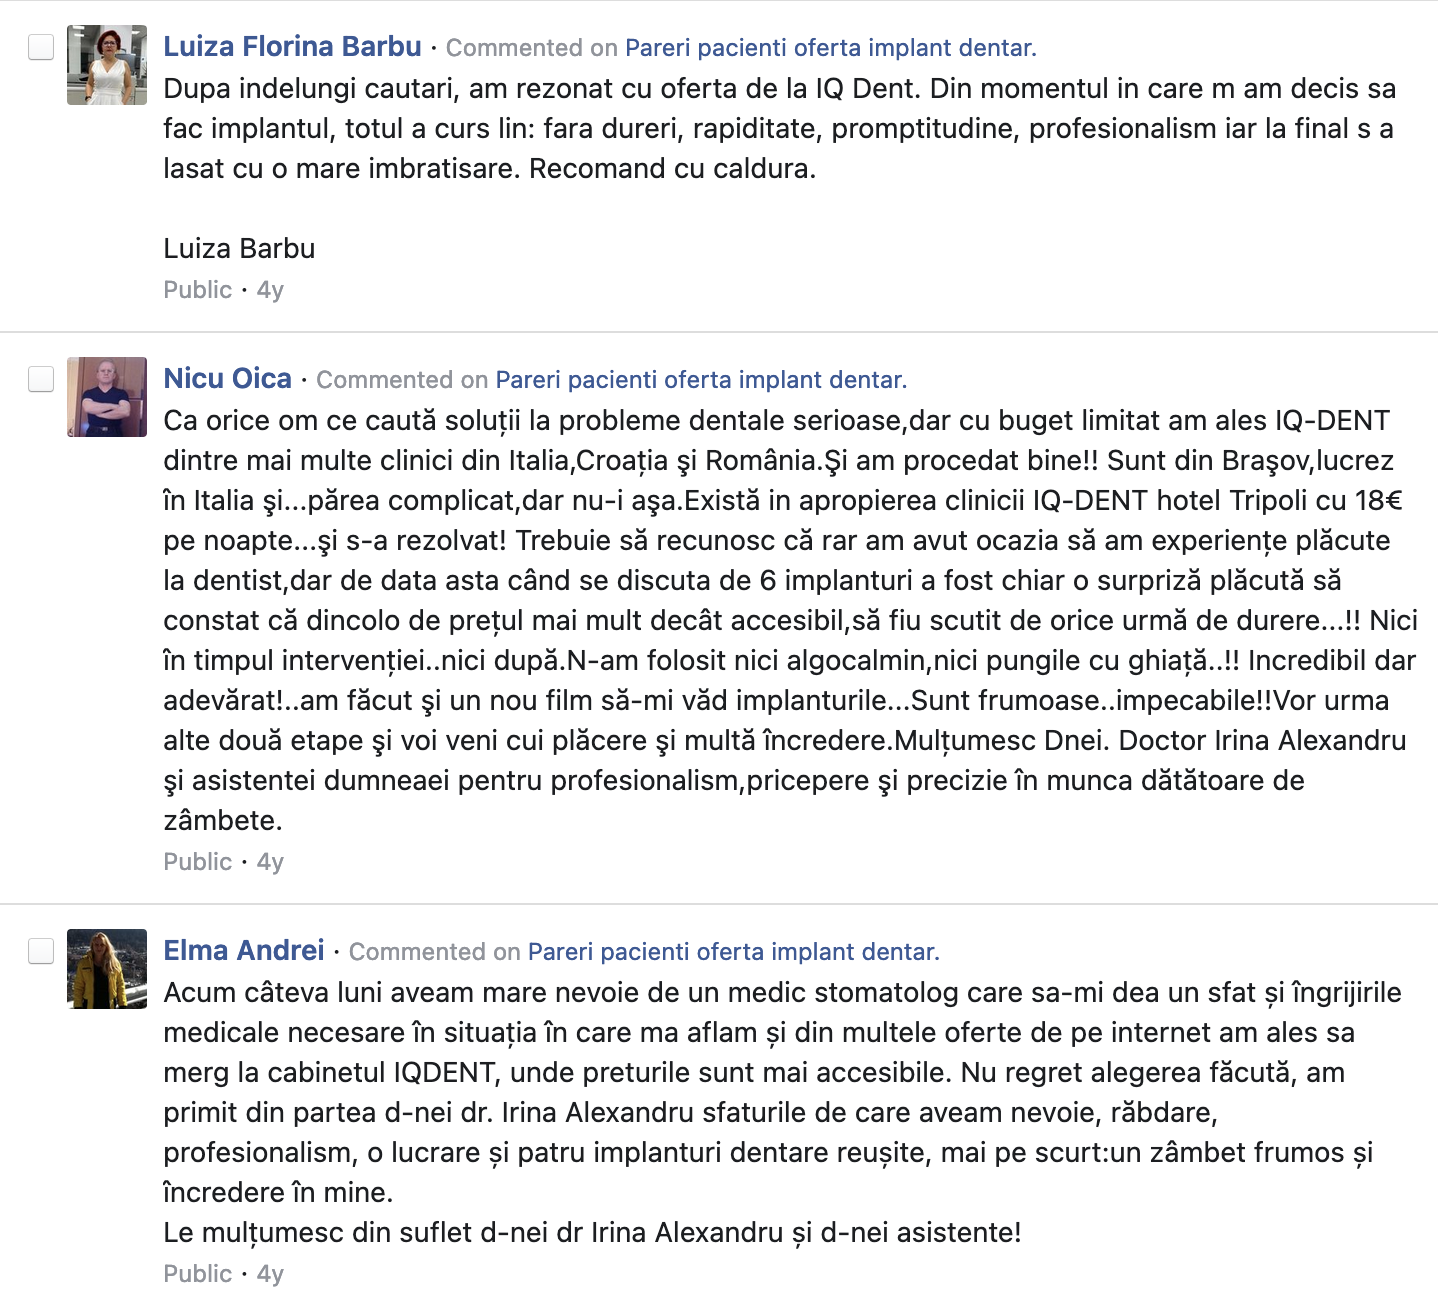 Luiza Florina Barbu · Commented on Pareri pacienti oferta implant dentar.
Dupa indelungi cautari, am rezonat cu oferta de la IQ Dent. Din momentul in care m am decis sa
fac implantul, totul a curs lin: fara dureri, rapiditate, promptitudine, profesionalism iar la final s a
lasat cu o mare imbratisare. Recomand cu caldura.
Luiza Barbu
Public · 4y
Nicu Oica · Commented on Pareri pacienti oferta implant dentar.
Ca orice om ce caută soluții la probleme dentale serioase,dar cu buget limitat am ales IQ-DENT
dintre mai multe clinici din Italia,Croația şi România.Şi am procedat bine!! Sunt din Braşov,lucrez
în Italia şi...părea complicat,dar nu-i aşa.Există in apropierea clinicii IQ-DENT hotel Tripoli cu 18€
pe noapte...şi s-a rezolvat! Trebuie să recunosc că rar am avut ocazia să am experiențe plăcute
la dentist,dar de data asta când se discuta de 6 implanturi a fost chiar o surpriză plăcută să
constat că dincolo de prețul mai mult decât accesibil,să fiu scutit de orice urmă de durere...!! Nici
în timpul intervenției..nici după.N-am folosit nici algocalmin,nici pungile cu ghiață..!! Incredibil dar
adevărat!..am făcut şi un nou film să-mi văd implanturile...Sunt frumoase..impecabile!!Vor urma
alte două etape şi voi veni cui plăcere şi multă încredere.Mulțumesc Dnei. Doctor Irina Alexandru
şi asistentei dumneaei pentru profesionalism,pricepere şi precizie în munca dătătoare de
zâmbete.
Public · 4y
Elma Andrei · Commented on Pareri pacienti oferta implant dentar.
Acum câteva luni aveam mare nevoie de un medic stomatolog care sa-mi dea un sfat și îngrijirile
medicale necesare în situația în care ma aflam și din multele oferte de pe internet am ales sa
merg la cabinetul IQDENT, unde preturile sunt mai accesibile. Nu regret alegerea făcută, am
primit din partea d-nei dr. Irina Alexandru sfaturile de care aveam nevoie, răbdare,
profesionalism, o lucrare și patru implanturi dentare reușite, mai pe scurt:un zâmbet frumos și
încredere în mine.
Le mulțumesc din suflet d-nei dr Irina Alexandru și d-nei asistente!
Public · 4y